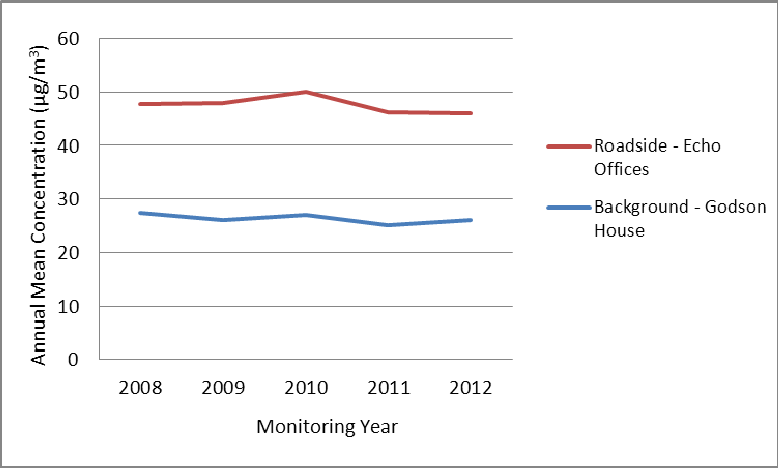 60
50
40
30
20
10
0
Annual Mean Concentration (µg/m³)
2008 2009 2010 2011 2012
Monitoring Year
Roadside - Echo
Offices
Background - Godson
House